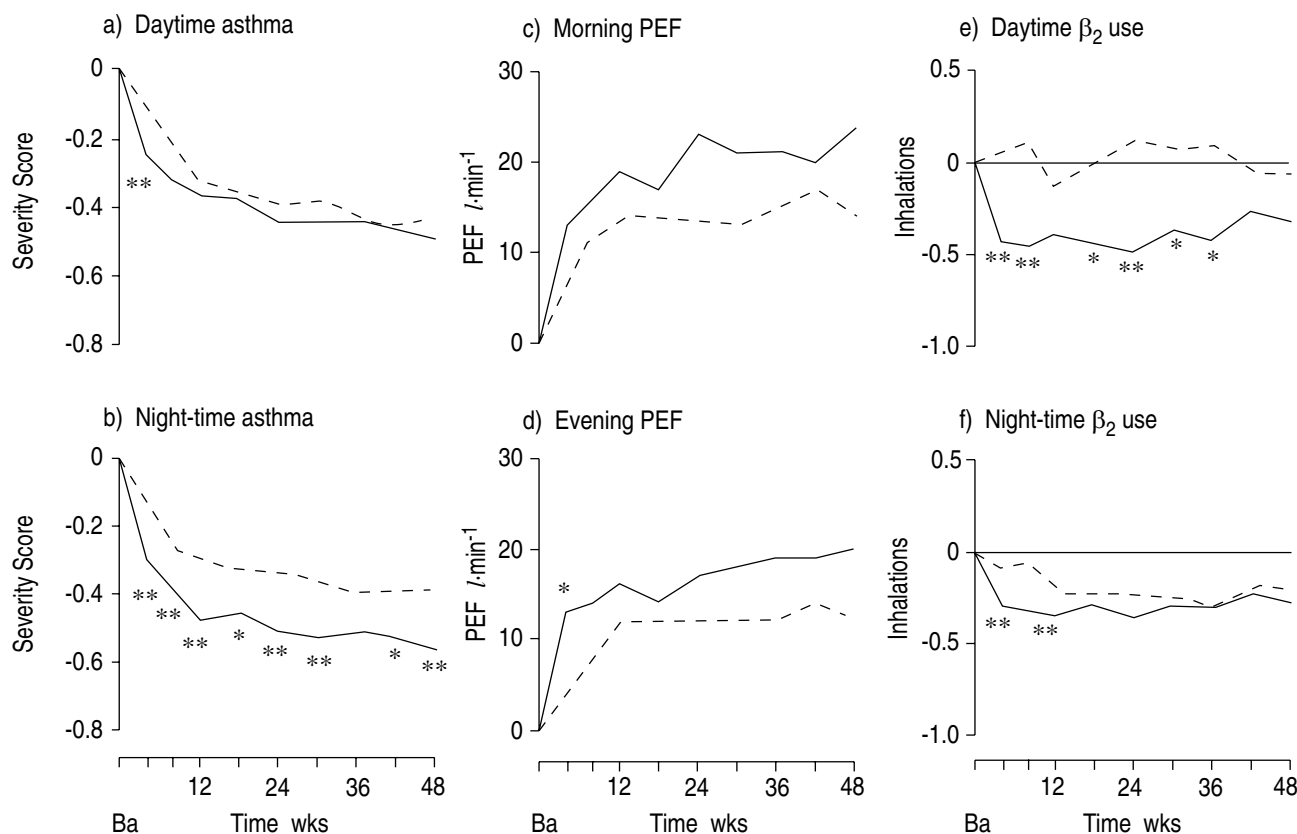 a) Daytime asthma
0
-0.2
-0.4
-0.6
-0.8
Severity Score
**
c) Morning PEF
30
20
10
0
PEF l·min-1
e) Daytime β2 use
0.5
0
-0.5
-1.0
Inhalations
** ** * ** * *
b) Night-time asthma
0
-0.2
-0.4
-0.6
-0.8
Severity Score
** ** ** * ** ** * **
12 24 36 48
Ba Time wks
d) Evening PEF
30
20
10
0
PEF l·min-1
*
12 24 36 48
Ba Time wks
f) Night-time β2 use
0.5
0
-0.5
-1.0
Inhalations
** **
12 24 36 48
Ba Time wks